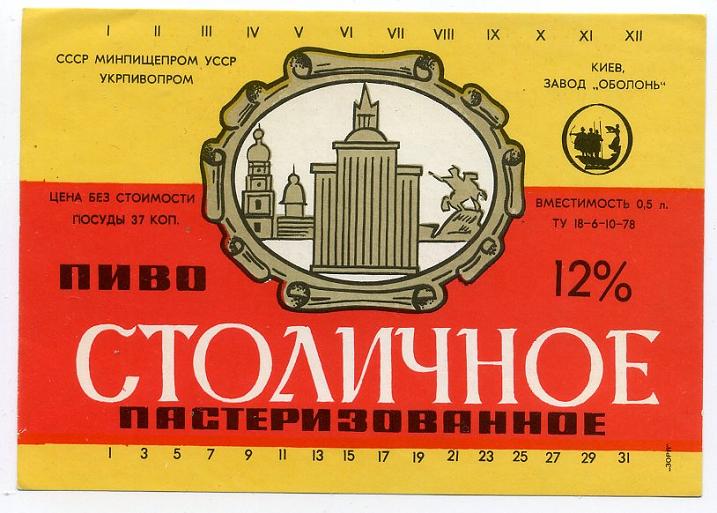 I II III IV V VI VII VIII IX X XI XII
СССР МИНПИЩЕПРОМ УССР
УКРПИВОПРОМ
КИЕВ,
ЗАВОД „ОБОЛОНЬ“
ЦЕНА БЕЗ СТОИМОСТИ
ПОСУДЫ 37 КОП.
ВМЕСТИМОСТЬ 0,5 л.
ТУ 18-6-10-78
ПИВО
12%
СТОЛИЧНОЕ
ПАСТЕРИЗОВАННОЕ
1 3 5 7 9 11 13 15 17 19 21 23 25 27 29 31
„ЗОРЯ“